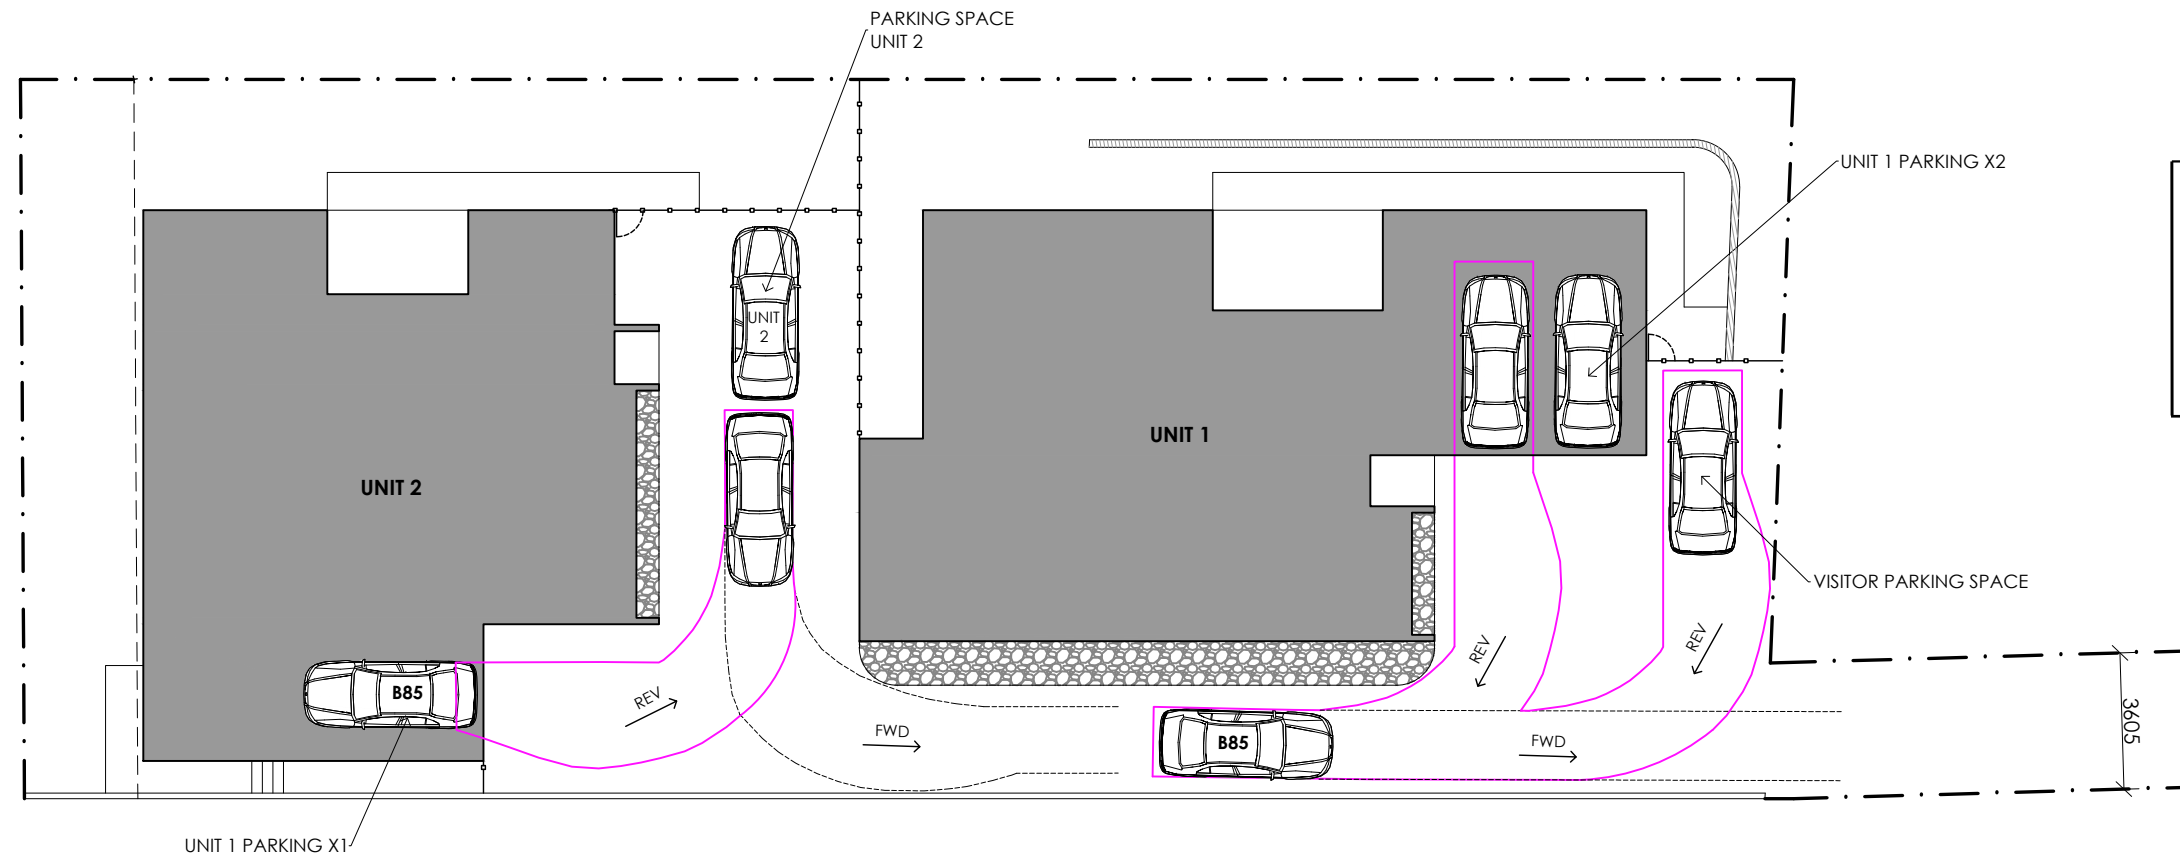 PARKING SPACE
UNIT 2
UNIT 1 PARKING X2
UNIT
2
UNIT 1
UNIT 2
VISITOR PARKING SPACE
REV
REV
B85
REV
3605
FWD
B85
FWD
UNIT 1 PARKING X1